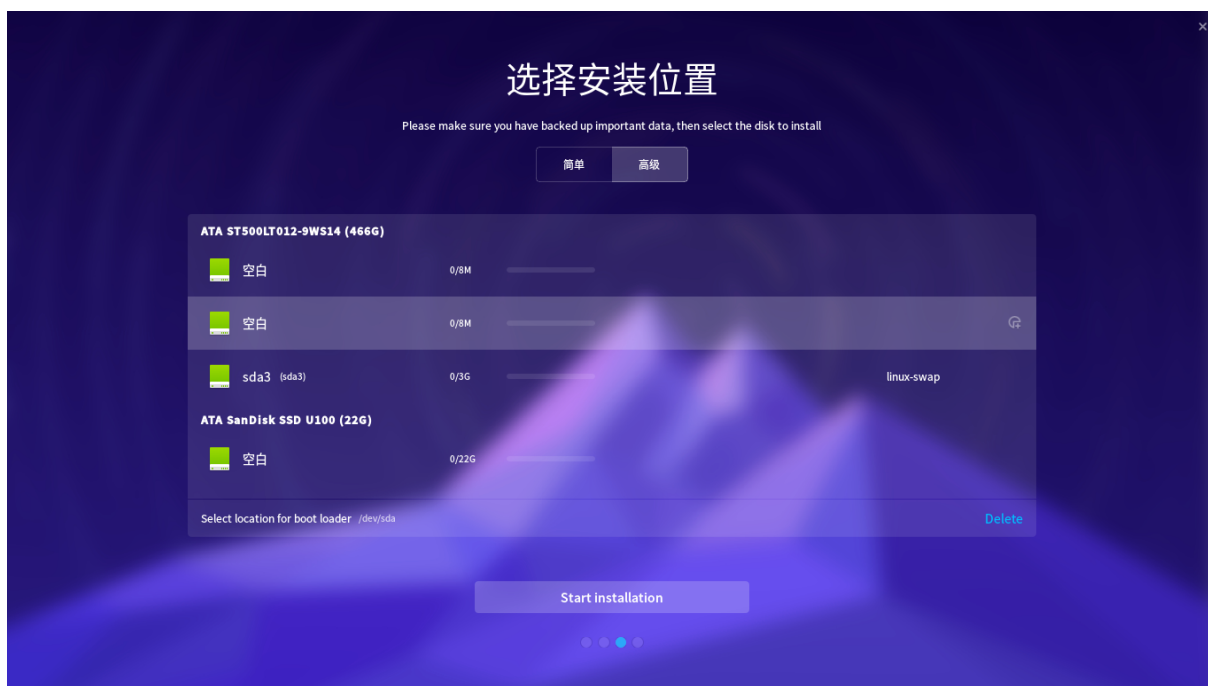 选择安装位置
Please make sure you have backed up important data, then select the disk to install
简单 高级
ATA ST500LT012-9WS14 (466G)
空白 0/8M
空白 0/8M
sda3 (sda3) 0/3G linux-swap
ATA SanDisk SSD U100 (22G)
空白 0/22G
Select location for boot loader /dev/sda Delete
Start installation